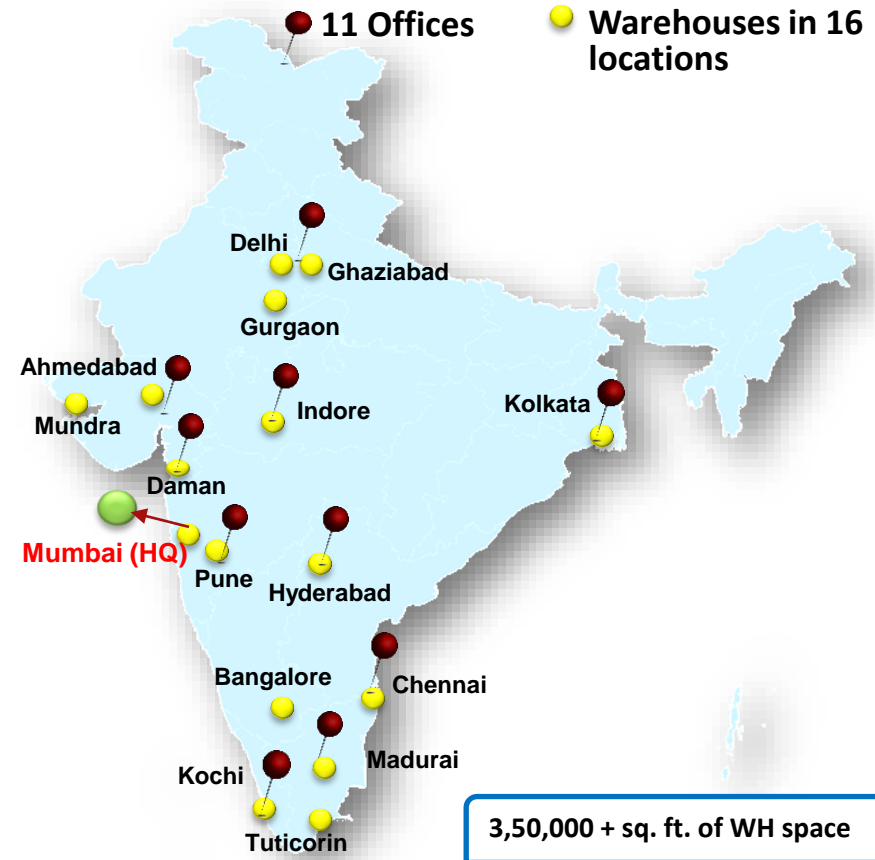 11 Offices
Warehouses in 16
locations
Delhi
Ghaziabad
Gurgaon
Ahmedabad
Mundra
Indore
Kolkata
Daman
Mumbai (HQ)
Pune
Hyderabad
Bangalore
Chennai
Madurai
Kochi
Tuticorin
3,50,000 + sq. ft. of WH space